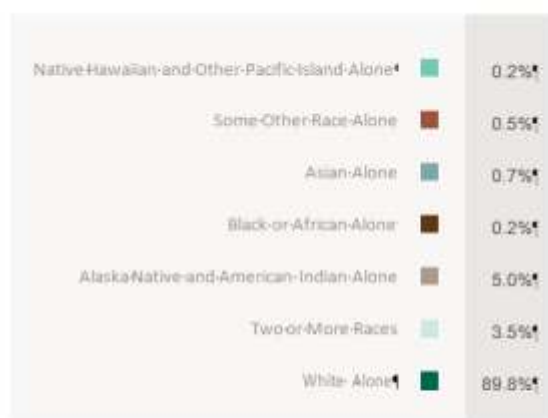 Native Hawaiian and Other Pacific Island Alone 0.2%
Some Other Race Alone 0.5%
Asian Alone 0.7%
Black or African Alone 0.2%
Alaska Native and American Indian Alone 5.0%
Two or More Races 3.5%
White Alone 89.8%